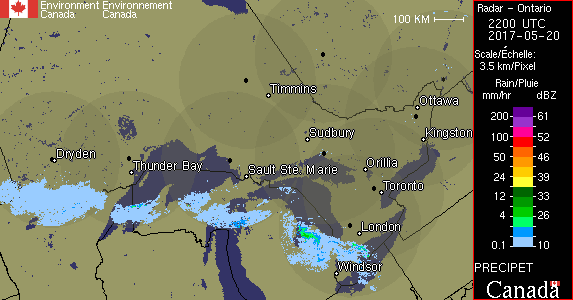 Environment Environnement
Canada Canada
100 KM
Timmins
Ottawa
Sudbury
Kingston
Dryden
Thunder Bay
Sault Ste. Marie
Orillia
Toronto
London
Windsor
Radar - Ontario
2200 UTC
2017-05-20
Scale/Échelle:
3.5 km/Pixel
Rain/Pluie
mm/hr dBZ
200 61
100 52
50 46
24 39
12 33
4 26
0.1 10
PRECIPET
Canada